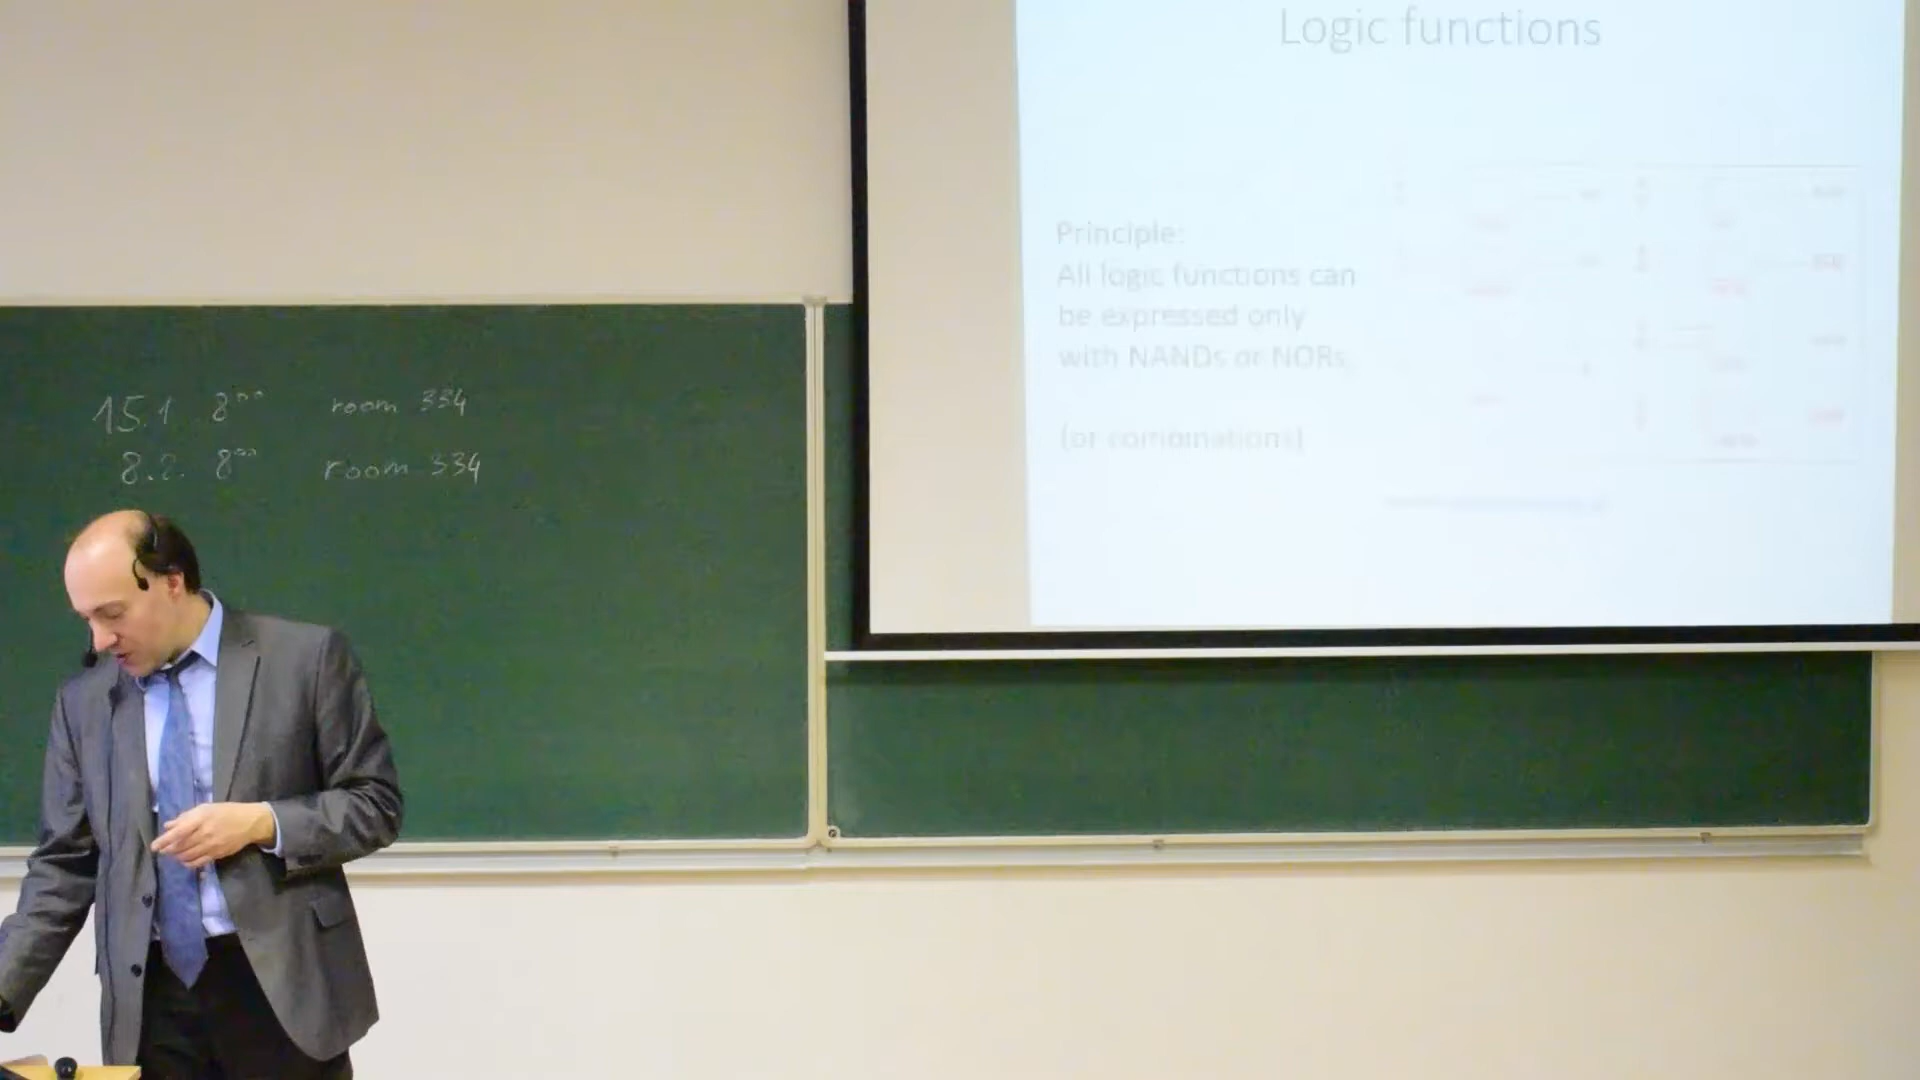 Logic functions
Principle:
All logic functions can
be expressed only
with NANDs or NORs
(or combinations)
15.1. 8⁰⁰ room 334
8.2. 8⁰⁰ room 334